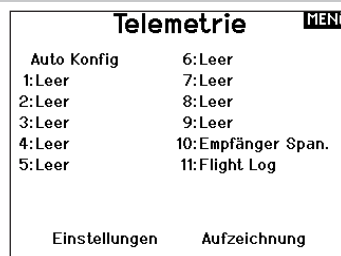 Telemetrie
MENU
Auto Konfig
1:Leer
2:Leer
3:Leer
4:Leer
5:Leer
6:Leer
7:Leer
8:Leer
9:Leer
10:Empfänger Span.
11:Flight Log
Einstellungen
Aufzeichnung